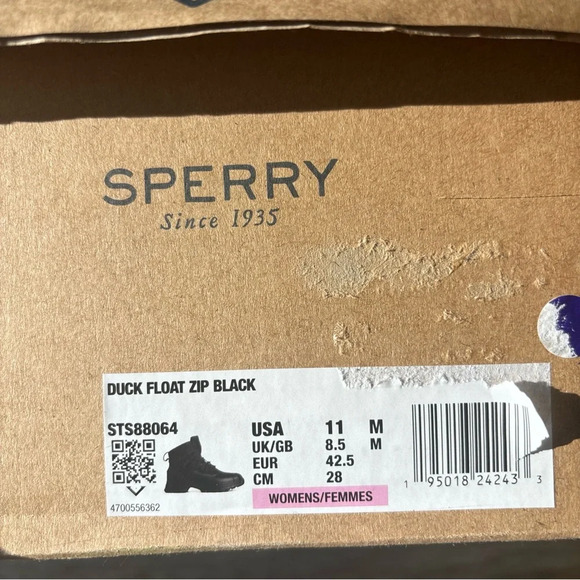 SPERRY
Since 1935
DUCK FLOAT ZIP BLACK
STS88064
USA 11 M
UK/GB 8.5 M
EUR 42.5
CM 28
WOMENS/FEMMES
4700556362
1 95018 24243 3